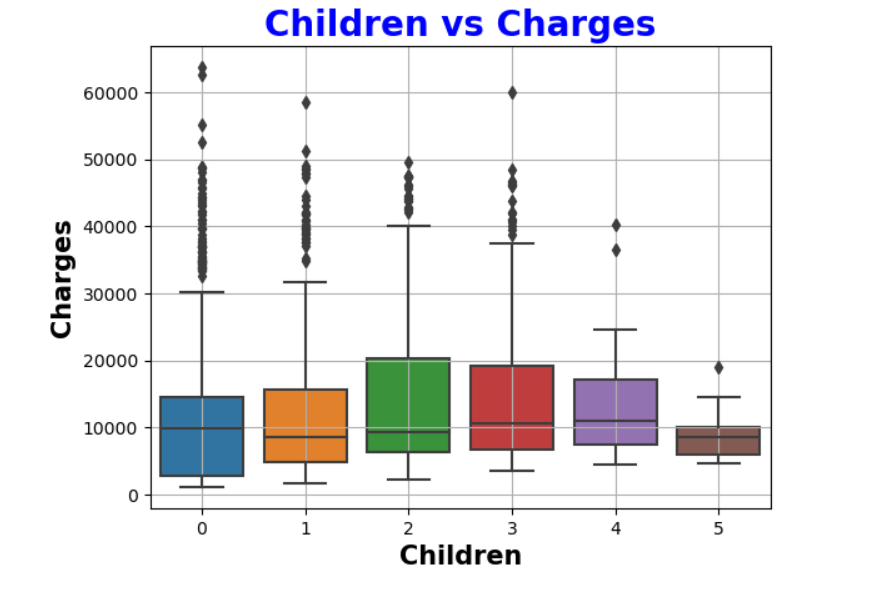 Children vs Charges
60000
50000
40000
30000
20000
10000
0
Charges
0 1 2 3 4 5
Children